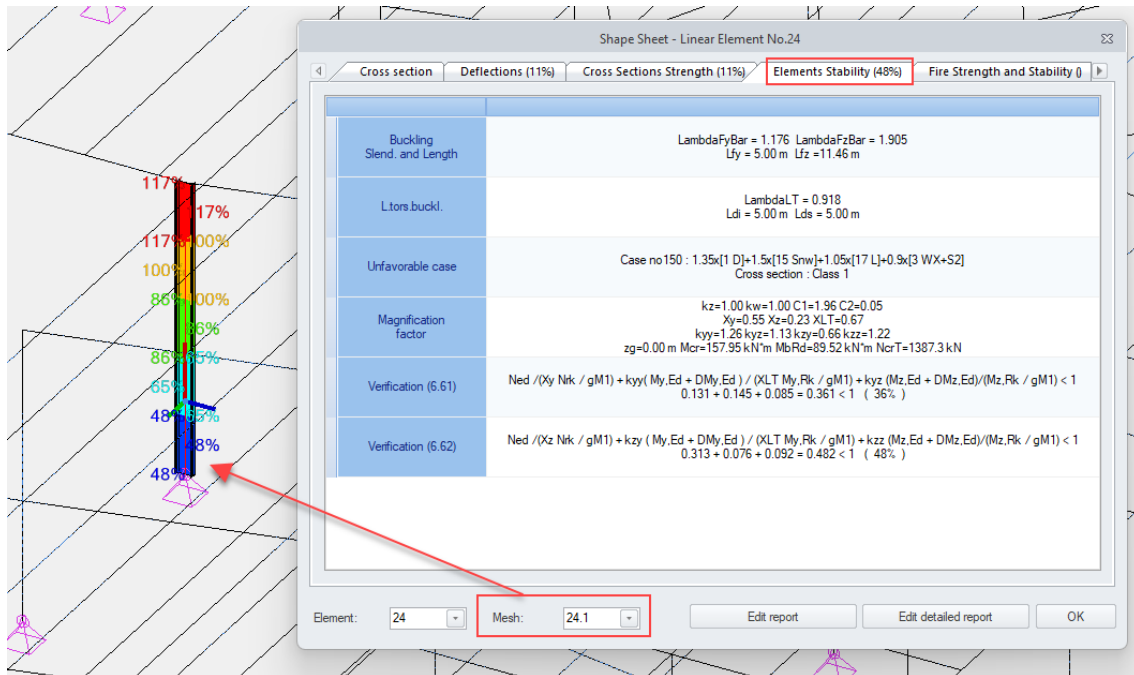 Shape Sheet - Linear Element No.24
Cross section
Deflections (11%)
Cross Sections Strength (11%)
Elements Stability (48%)
Fire Strength and Stability ()
Buckling
Slend. and Length
LambdaFyBar = 1.176 LambdaFzBar = 1.905
Lfy = 5.00 m Lfz =11.46 m
L.tors.buckl.
LambdaLT = 0.918
Ldi = 5.00 m Lds = 5.00 m
Unfavorable case
Case no150 : 1.35x[1 D]+1.5x[15 Snw]+1.05x[17 L]+0.9x[3 WX+S2]
Cross section : Class 1
Magnification
factor
kz=1.00 kw=1.00 C1=1.96 C2=0.05
Xy=0.55 Xz=0.23 XLT=0.67
kyy=1.26 kyz=1.13 kzy=0.66 kzz=1.22
zg=0.00 m Mcr=157.95 kN*m MbRd=89.52 kN*m NcrT=1387.3 kN
Verification (6.61)
Ned /(Xy Nrk / gM1) + kyy( My,Ed + DMy,Ed ) / (XLT My,Rk / gM1) + kyz (Mz,Ed + DMz,Ed)/(Mz,Rk / gM1) < 1
0.131 + 0.145 + 0.085 = 0.361 < 1 ( 36% )
Verification (6.62)
Ned /(Xz Nrk / gM1) + kzy ( My,Ed + DMy,Ed ) / (XLT My,Rk / gM1) + kzz (Mz,Ed + DMz,Ed)/(Mz,Rk / gM1) < 1
0.313 + 0.076 + 0.092 = 0.482 < 1 ( 48% )
Element:
24
Mesh:
24.1
Edit report
Edit detailed report
OK
117%
17%
117%
100%
100%
86%
100%
86%
86%
65%
65%
48%
65%
48%
48%